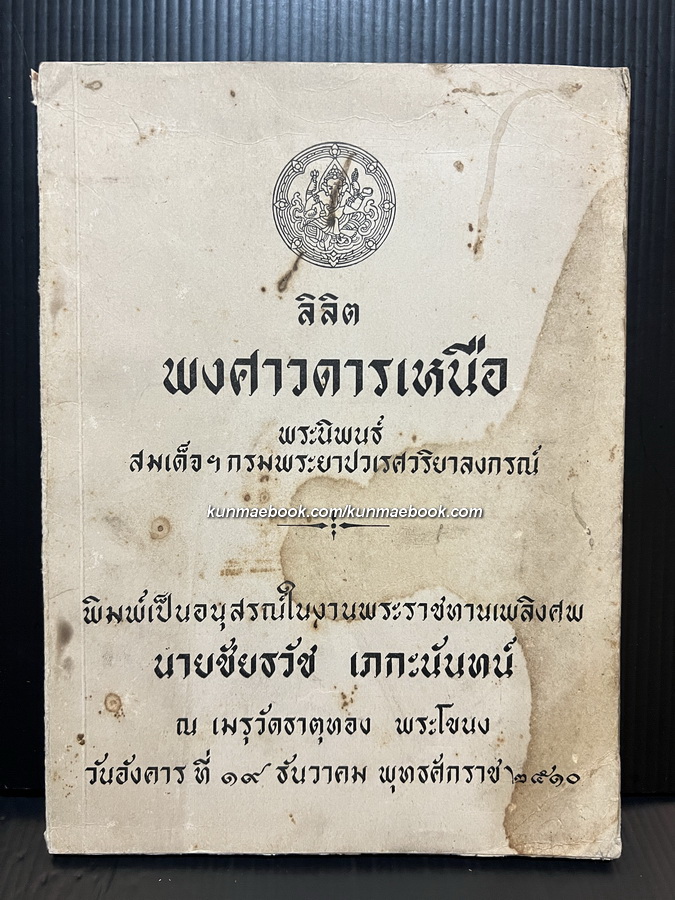 ลิลิต
พงศาวดารเหนือ
พระนิพนธ์
สมเด็จฯ กรมพระยาปวเรศวริยาลงกรณ์
kunmaebook.com/kunmaebook.com
พิมพ์เป็นอนุสรณ์ในงานพระราชทานเพลิงศพ
นายชัยธวัช เภกะนันทน์
ณ เมรุวัดธาตุทอง พระโขนง
วันอังคาร ที่ ๑๙ ธันวาคม พุทธศักราช ๒๕๑๐